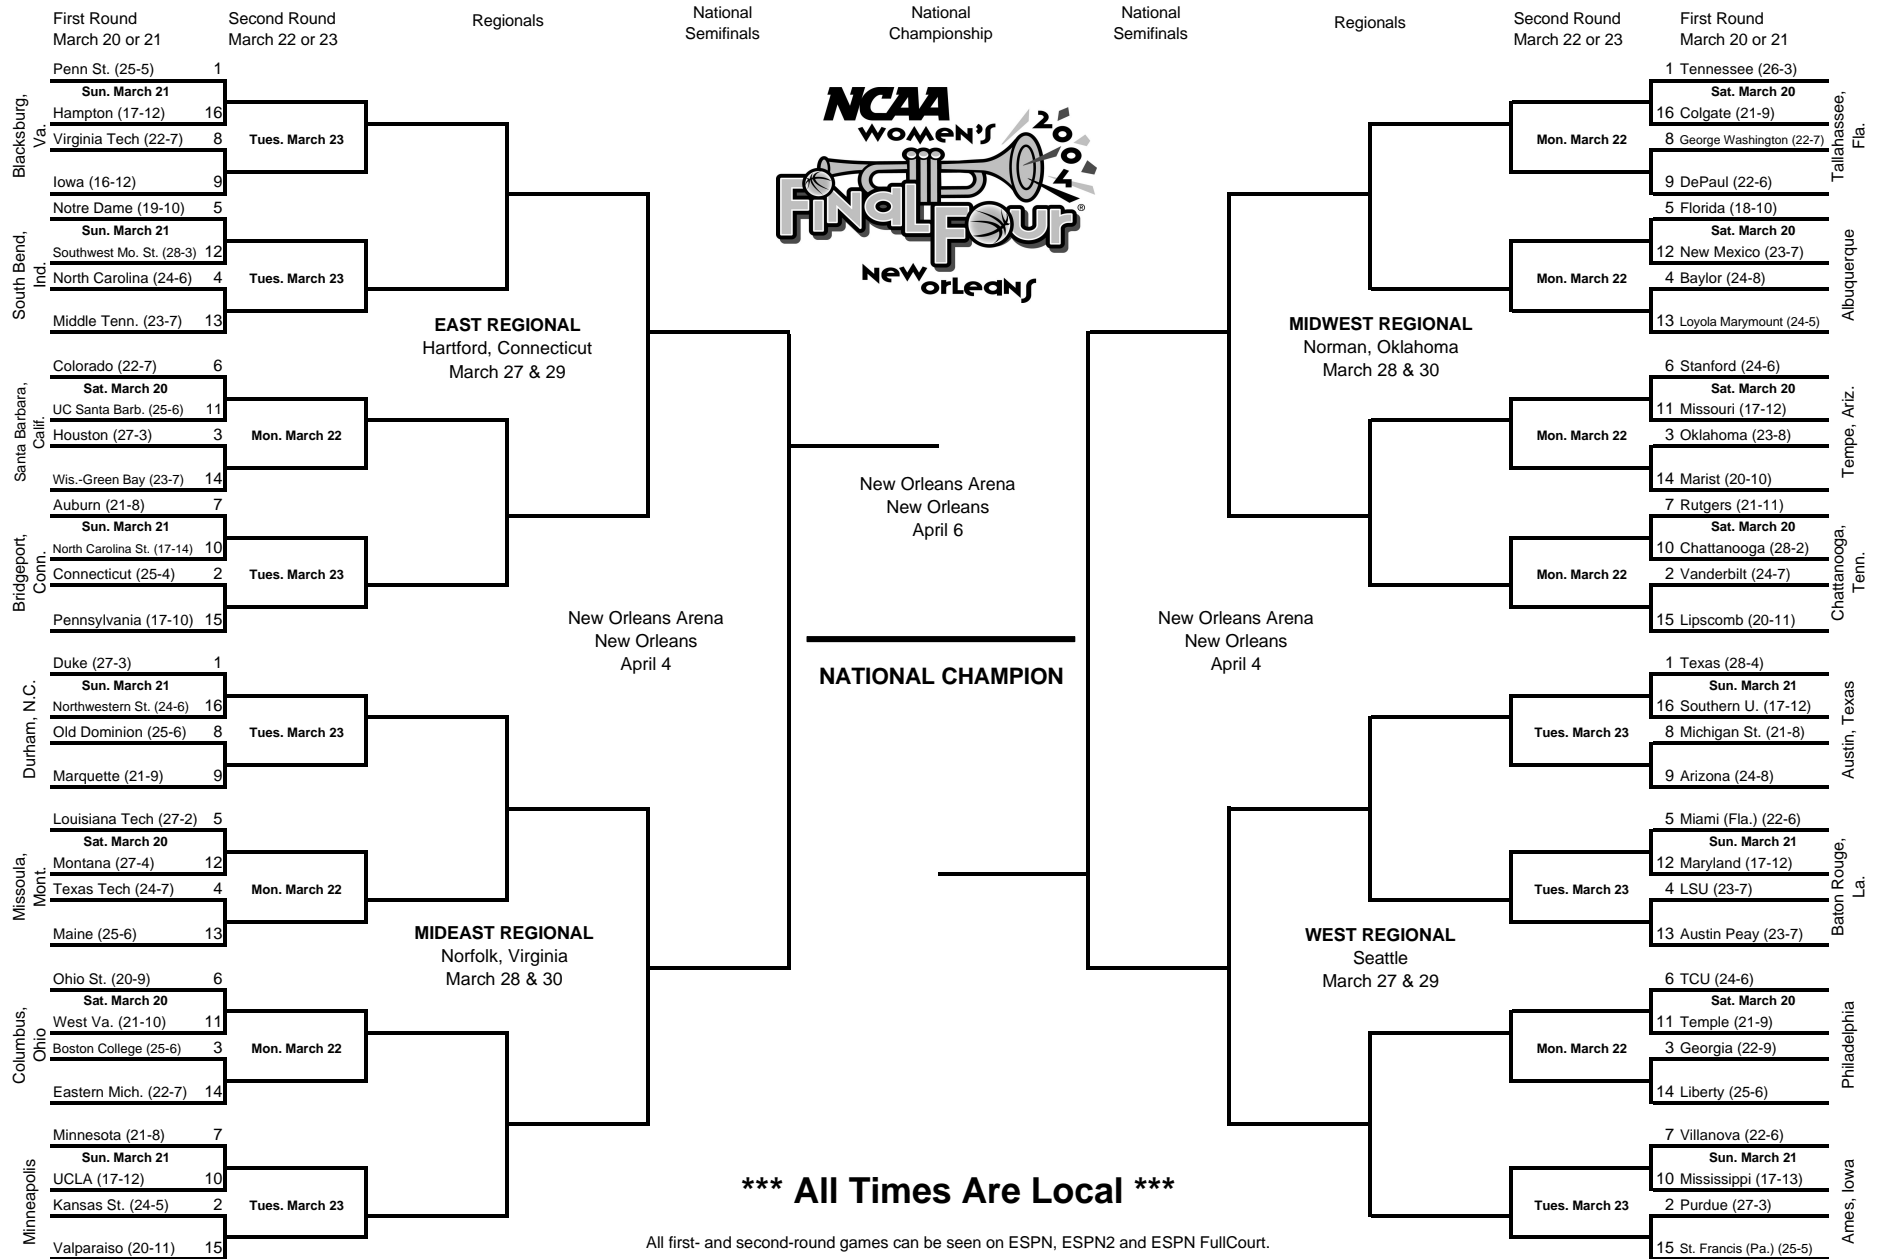 First Round
March 20 or 21
Second Round
March 22 or 23
Regionals
National
Semifinals
National
Championship
National
Semifinals
Regionals
Second Round
March 22 or 23
First Round
March 20 or 21
Blacksburg,
Va.
Penn St. (25-5) 1
Sun. March 21
Hampton (17-12) 16
Virginia Tech (22-7) 8
Iowa (16-12) 9
Tues. March 23
South Bend,
Ind.
Notre Dame (19-10) 5
Sun. March 21
Southwest Mo. St. (28-3) 12
North Carolina (24-6) 4
Middle Tenn. (23-7) 13
Tues. March 23
EAST REGIONAL
Hartford, Connecticut
March 27 & 29
Santa Barbara,
Calif.
Colorado (22-7) 6
Sat. March 20
UC Santa Barb. (25-6) 11
Houston (27-3) 3
Wis.-Green Bay (23-7) 14
Mon. March 22
Bridgeport,
Conn.
Auburn (21-8) 7
Sun. March 21
North Carolina St. (17-14) 10
Connecticut (25-4) 2
Pennsylvania (17-10) 15
Tues. March 23
New Orleans Arena
New Orleans
April 4
Durham, N.C.
Duke (27-3) 1
Sun. March 21
Northwestern St. (24-6) 16
Old Dominion (25-6) 8
Marquette (21-9) 9
Tues. March 23
Missoula,
Mont.
Louisiana Tech (27-2) 5
Sat. March 20
Montana (27-4) 12
Texas Tech (24-7) 4
Maine (25-6) 13
Mon. March 22
MIDEAST REGIONAL
Norfolk, Virginia
March 28 & 30
Columbus,
Ohio
Ohio St. (20-9) 6
Sat. March 20
West Va. (21-10) 11
Boston College (25-6) 3
Eastern Mich. (22-7) 14
Mon. March 22
Minneapolis
Minnesota (21-8) 7
Sun. March 21
UCLA (17-12) 10
Kansas St. (24-5) 2
Valparaiso (20-11) 15
Tues. March 23
NCAA
WOMEN'S
2004
FINAL FOUR®
NEW
ORLEANS
New Orleans Arena
New Orleans
April 6
NATIONAL CHAMPION
1 Tennessee (26-3)
Sat. March 20
16 Colgate (21-9)
8 George Washington (22-7)
9 DePaul (22-6)
Mon. March 22
Tallahassee,
Fla.
5 Florida (18-10)
Sat. March 20
12 New Mexico (23-7)
4 Baylor (24-8)
13 Loyola Marymount (24-5)
Mon. March 22
Albuquerque
MIDWEST REGIONAL
Norman, Oklahoma
March 28 & 30
6 Stanford (24-6)
Sat. March 20
11 Missouri (17-12)
3 Oklahoma (23-8)
14 Marist (20-10)
Mon. March 22
Tempe, Ariz.
7 Rutgers (21-11)
Sat. March 20
10 Chattanooga (28-2)
2 Vanderbilt (24-7)
15 Lipscomb (20-11)
Mon. March 22
Chattanooga,
Tenn.
New Orleans Arena
New Orleans
April 4
1 Texas (28-4)
Sun. March 21
16 Southern U. (17-12)
8 Michigan St. (21-8)
9 Arizona (24-8)
Tues. March 23
Austin, Texas
5 Miami (Fla.) (22-6)
Sun. March 21
12 Maryland (17-12)
4 LSU (23-7)
13 Austin Peay (23-7)
Tues. March 23
Baton Rouge,
La.
WEST REGIONAL
Seattle
March 27 & 29
6 TCU (24-6)
Sat. March 20
11 Temple (21-9)
3 Georgia (22-9)
14 Liberty (25-6)
Mon. March 22
Philadelphia
7 Villanova (22-6)
Sun. March 21
10 Mississippi (17-13)
2 Purdue (27-3)
15 St. Francis (Pa.) (25-5)
Tues. March 23
Ames, Iowa
*** All Times Are Local ***
All first- and second-round games can be seen on ESPN, ESPN2 and ESPN FullCourt.